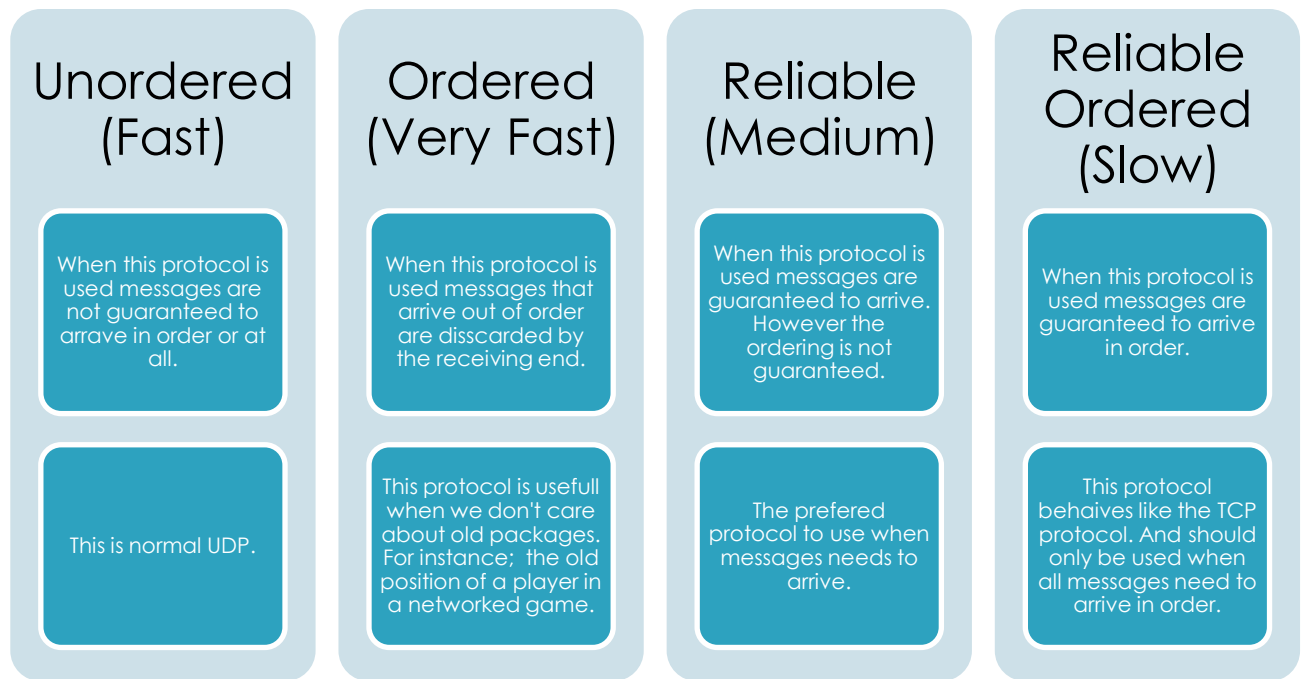 Unordered
(Fast)
When this protocol is
used messages are
not guaranteed to
arrave in order or at
all.
This is normal UDP.
Ordered
(Very Fast)
When this protocol is
used messages that
arrive out of order
are disscarded by
the receiving end.
This protocol is usefull
when we don't care
about old packages.
For instance;  the old
position of a player in
a networked game.
Reliable
(Medium)
When this protocol is
used messages are
guaranteed to arrive.
However the
ordering is not
guaranteed.
The prefered
protocol to use when
messages needs to
arrive.
Reliable
Ordered
(Slow)
When this protocol is
used messages are
guaranteed to arrive
in order.
This protocol
behaives like the TCP
protocol. And should
only be used when
all messages need to
arrive in order.